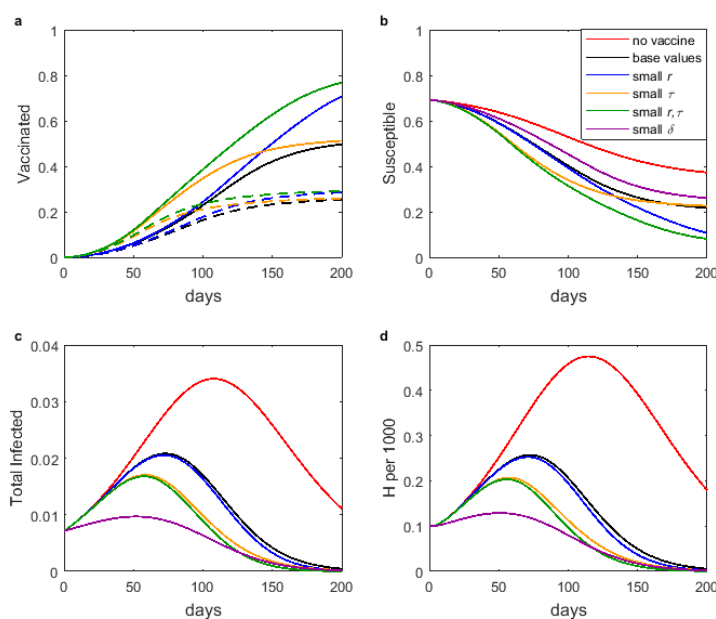 a
1
0.8
0.6
0.4
0.2
0
Vaccinated
0 50 100 150 200
days
b
1
0.8
0.6
0.4
0.2
0
Susceptible
0 50 100 150 200
days
no vaccine
base values
small r
small τ
small r, τ
small δ
c
0.04
0.03
0.02
0.01
0
Total Infected
0 50 100 150 200
days
d
0.5
0.4
0.3
0.2
0.1
0
H per 1000
0 50 100 150 200
days